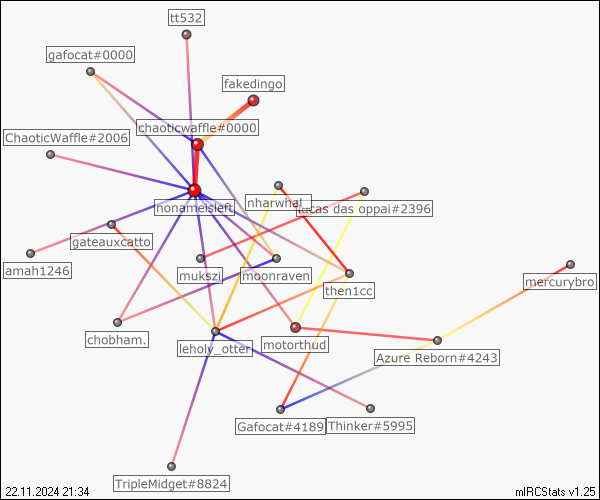 tt532
gafocat#0000
fakedingo
chaoticwaffle#0000
ChaoticWaffle#2006
nonameisleft
nharwhal_
lucas das oppai#2396
gateauxcatto
amah1246
mukszi
moonraven
then1cc
mercurybro
chobham.
leholy_otter
motorthud
Azure Reborn#4243
Gafocat#4189
Thinker#5995
TripleMidget#8824
22.11.2024 21:34
mIRCStats v1.25